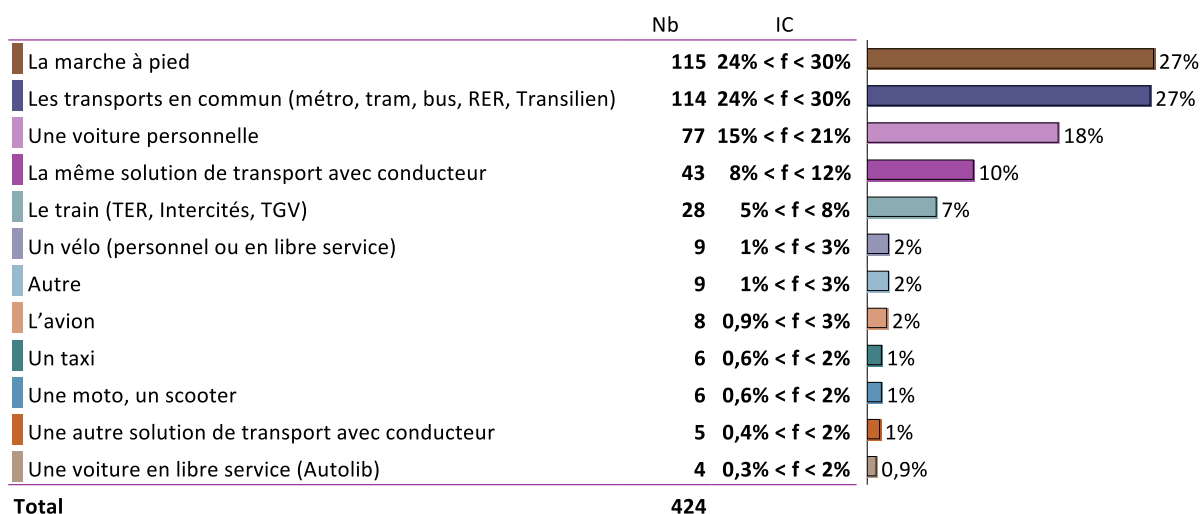 Nb IC
La marche à pied 115 24% < f < 30% 27%
Les transports en commun (métro, tram, bus, RER, Transilien) 114 24% < f < 30% 27%
Une voiture personnelle 77 15% < f < 21% 18%
La même solution de transport avec conducteur 43 8% < f < 12% 10%
Le train (TER, Intercités, TGV) 28 5% < f < 8% 7%
Un vélo (personnel ou en libre service) 9 1% < f < 3% 2%
Autre 9 1% < f < 3% 2%
L’avion 8 0,9% < f < 3% 2%
Un taxi 6 0,6% < f < 2% 1%
Une moto, un scooter 6 0,6% < f < 2% 1%
Une autre solution de transport avec conducteur 5 0,4% < f < 2% 1%
Une voiture en libre service (Autolib) 4 0,3% < f < 2% 0,9%
Total 424